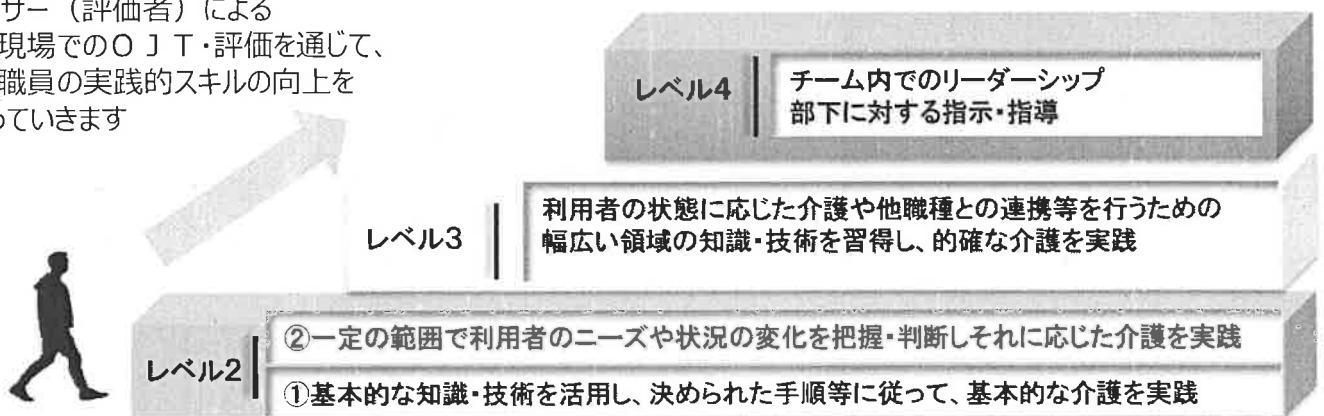 サー（評価者）による
現場でのＯＪＴ・評価を通じて、
職員の実践的スキルの向上を
っていきます
レベル4
チーム内でのリーダーシップ
部下に対する指示・指導
レベル3
利用者の状態に応じた介護や他職種との連携等を行うための
幅広い領域の知識・技術を習得し、的確な介護を実践
レベル2
②一定の範囲で利用者のニーズや状況の変化を把握・判断しそれに応じた介護を実践
①基本的な知識・技術を活用し、決められた手順等に従って、基本的な介護を実践